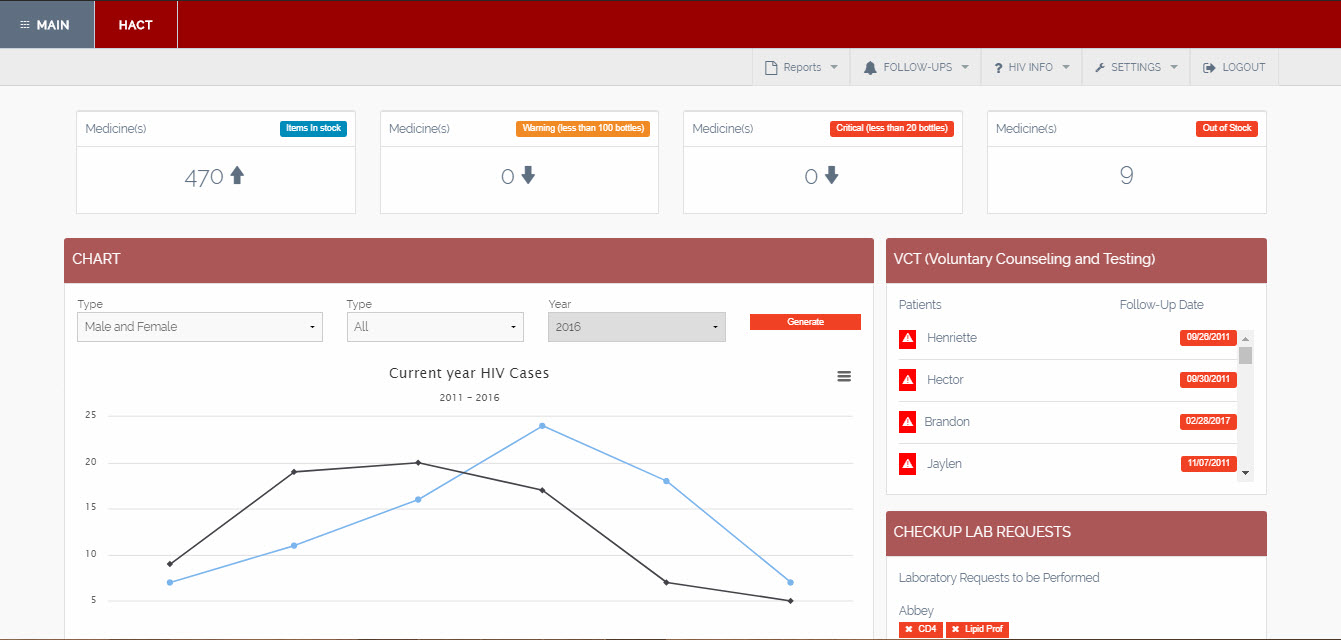 MAIN HACT
Reports FOLLOW-UPS ? HIV INFO SETTINGS LOGOUT
Medicine(s) Items In stock
470
Medicine(s) Warning (less than 100 bottles)
0
Medicine(s) Critical (less than 20 bottles)
0
Medicine(s) Out of Stock
9
CHART
Type Type Year
Male and Female All 2016 Generate
Current year HIV Cases
2011 - 2016
25
20
15
10
5
VCT (Voluntary Counseling and Testing)
Patients Follow-Up Date
Henriette 09/26/2011
Hector 09/30/2011
Brandon 02/28/2017
Jaylen 11/07/2011
CHECKUP LAB REQUESTS
Laboratory Requests to be Performed
Abbey
CD4 Lipid Prof